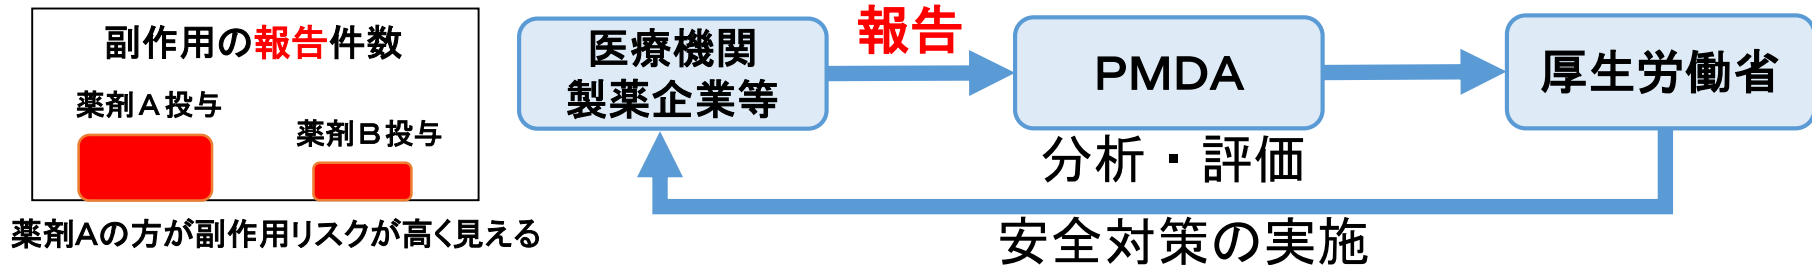 副作用の報告件数
薬剤A投与
薬剤B投与
薬剤Aの方が副作用リスクが高く見える
医療機関
製薬企業等
報告
PMDA
分析・評価
厚生労働省
安全対策の実施